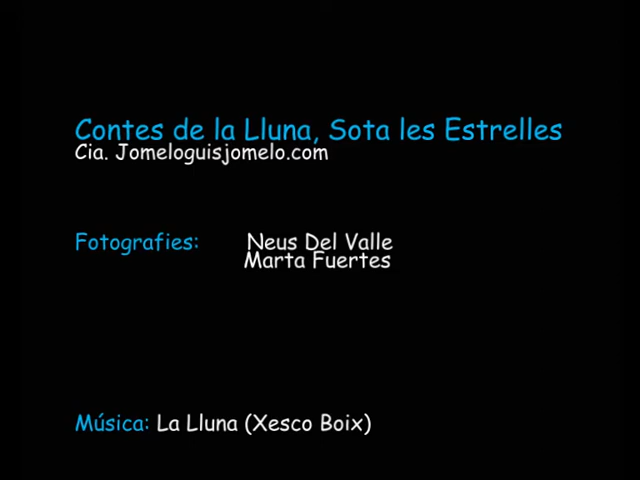 Contes de la Lluna, Sota les Estrelles
Cia. Jomeloguisjomelo.com
Fotografies: Neus Del Valle
Marta Fuertes
Música: La Lluna (Xesco Boix)